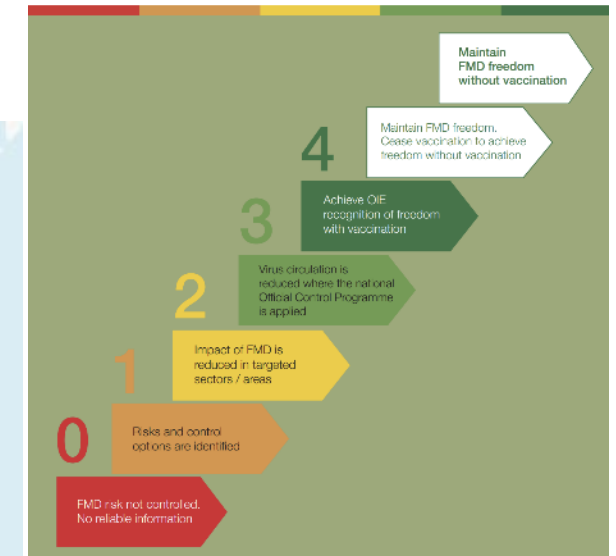 Maintain
FMD freedom
without vaccination
Maintain FMD freedom.
Cease vaccination to achieve
freedom without vaccination
4
Achieve OIE
recognition of freedom
with vaccination
3
Virus circulation is
reduced where the national
Official Control Programme
is applied
2
Impact of FMD is
reduced in targeted
sectors / areas
1
Risks and control
options are identified
0
FMD risk not controlled.
No reliable information